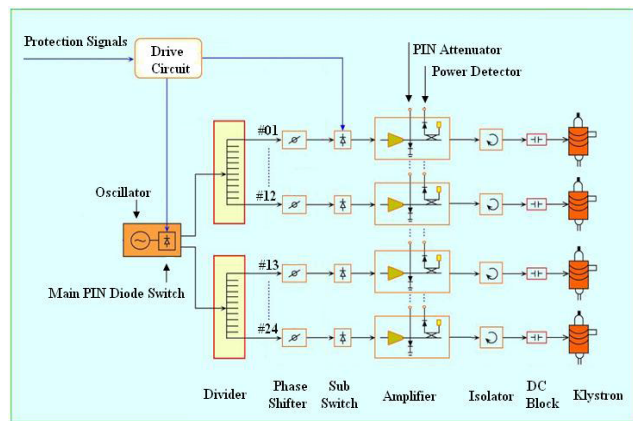 Protection Signals
Drive
Circuit
PIN Attenuator
Power Detector
#01
#12
Oscillator
Main PIN Diode Switch
#13
#24
Divider
Phase
Shifter
Sub
Switch
Amplifier
Isolator
DC
Block
Klystron